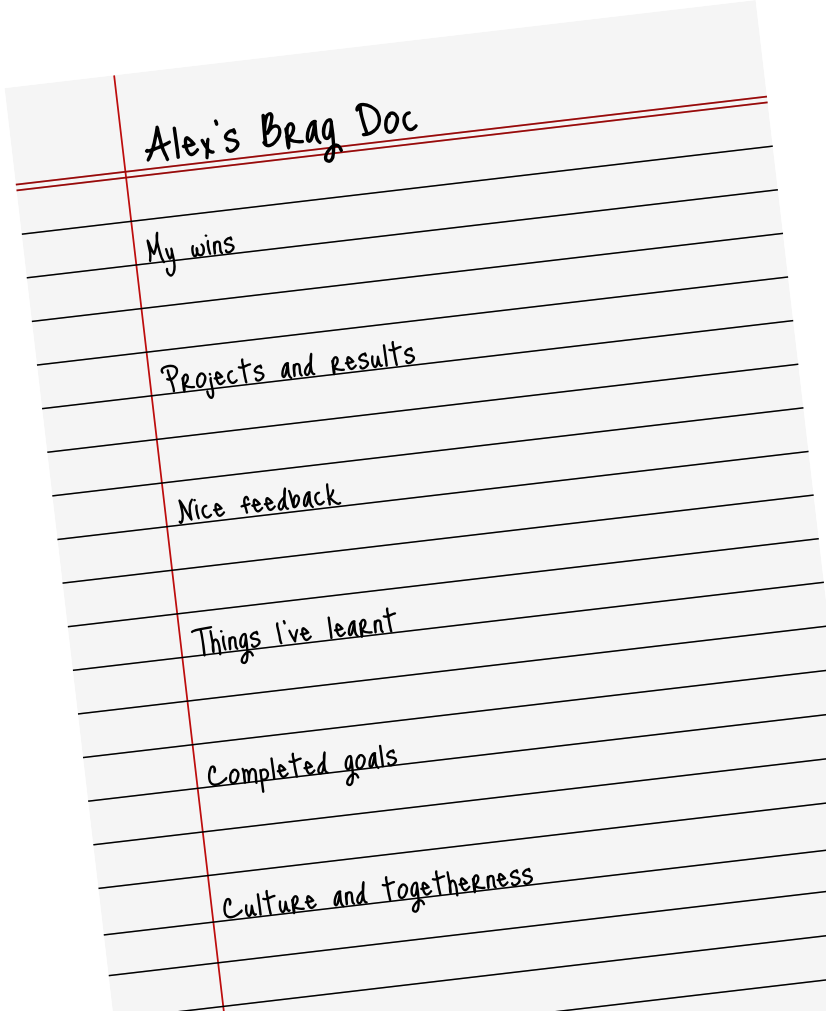 Alex's Brag Doc
My wins
Projects and results
Nice feedback
Things I've learnt
Completed goals
Culture and togetherness